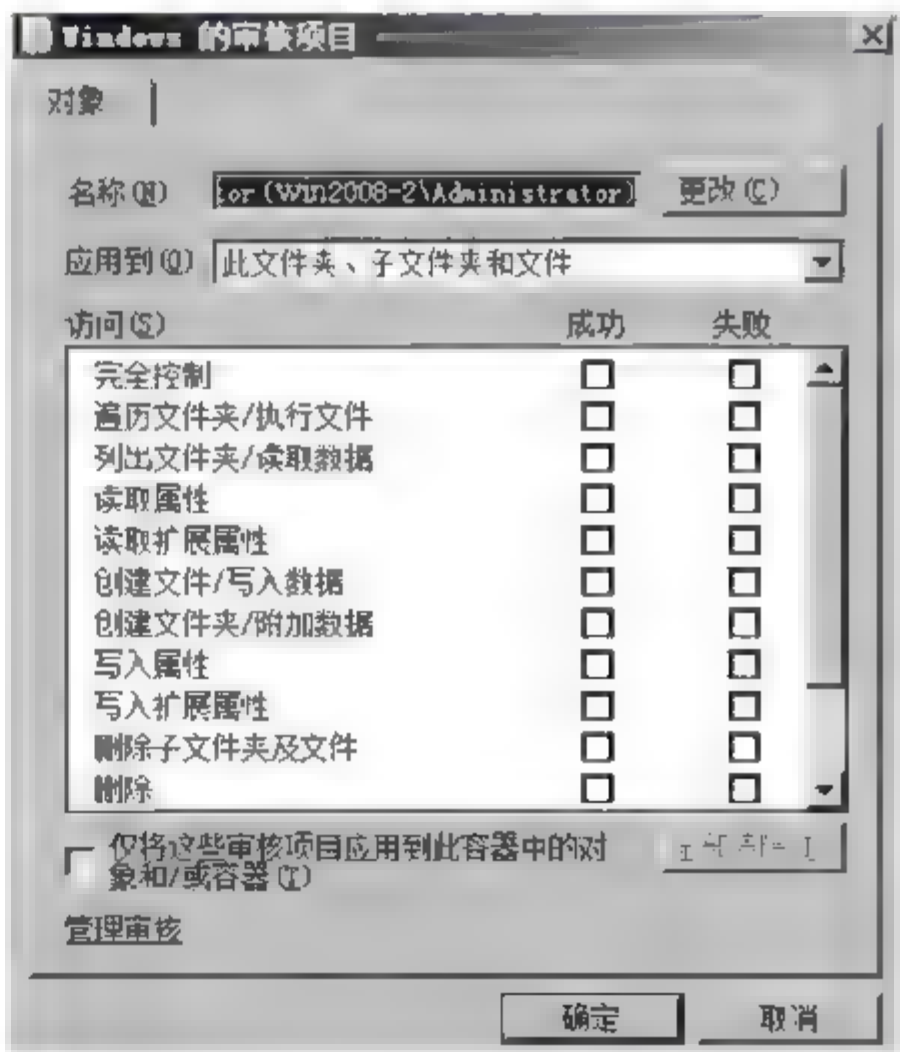 Windows 的审核项目
对象
名称(N) tor (Win2008-2\Administrator) 更改(C)
应用到(O) 此文件夹、子文件夹和文件
访问(S) 成功 失败
完全控制
遍历文件夹/执行文件
列出文件夹/读取数据
读取属性
读取扩展属性
创建文件/写入数据
创建文件夹/附加数据
写入属性
写入扩展属性
删除子文件夹及文件
删除
仅将这些审核项目应用到此容器中的对
象和/或容器(T)
管理审核
确定 取消